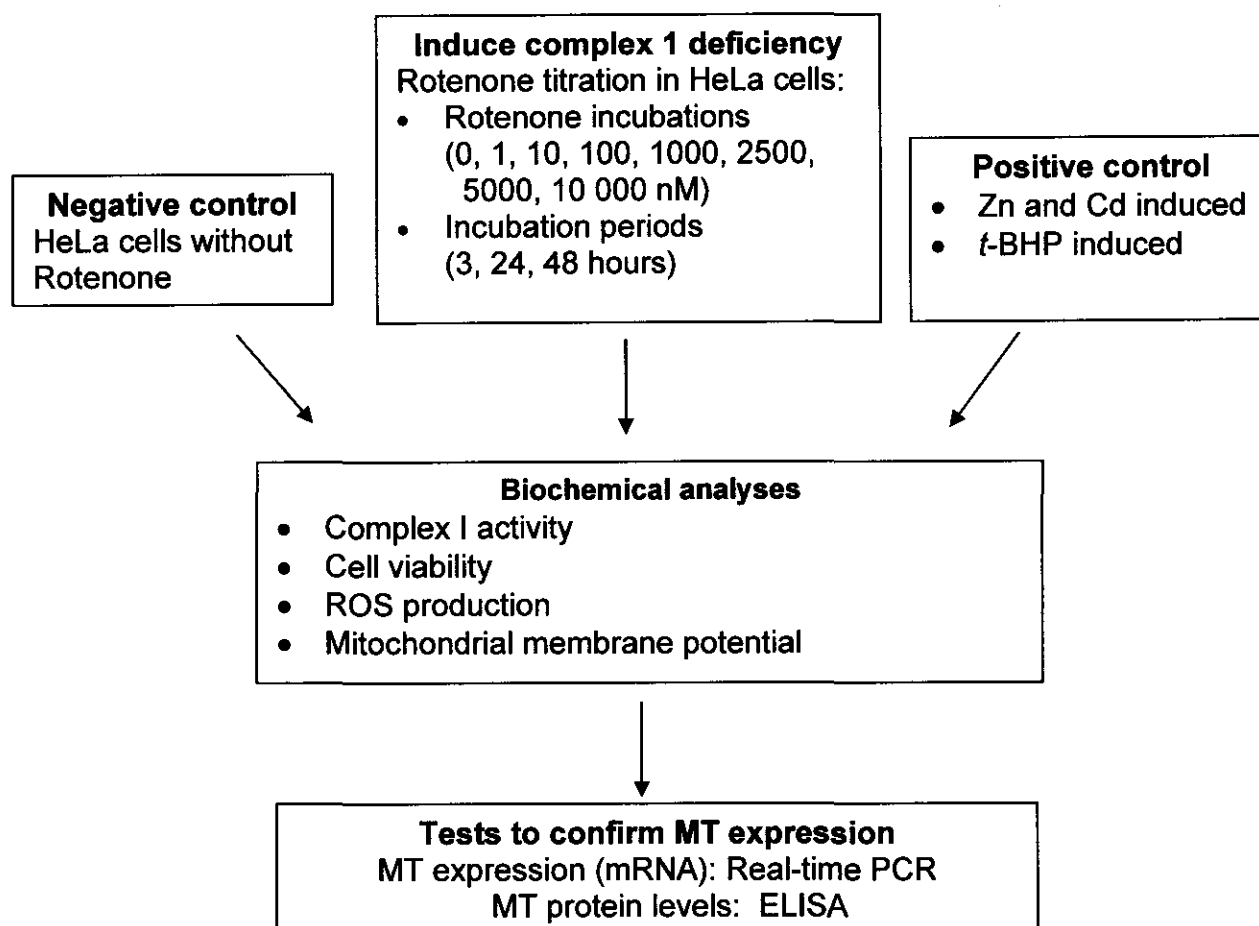 Induce complex 1 deficiency
Rotenone titration in HeLa cells:
• Rotenone incubations
(0, 1, 10, 100, 1000, 2500,
5000, 10 000 nM)
• Incubation periods
(3, 24, 48 hours)
Negative control
HeLa cells without
Rotenone
Positive control
• Zn and Cd induced
• t-BHP induced
Biochemical analyses
• Complex I activity
• Cell viability
• ROS production
• Mitochondrial membrane potential
Tests to confirm MT expression
MT expression (mRNA): Real-time PCR
MT protein levels: ELISA